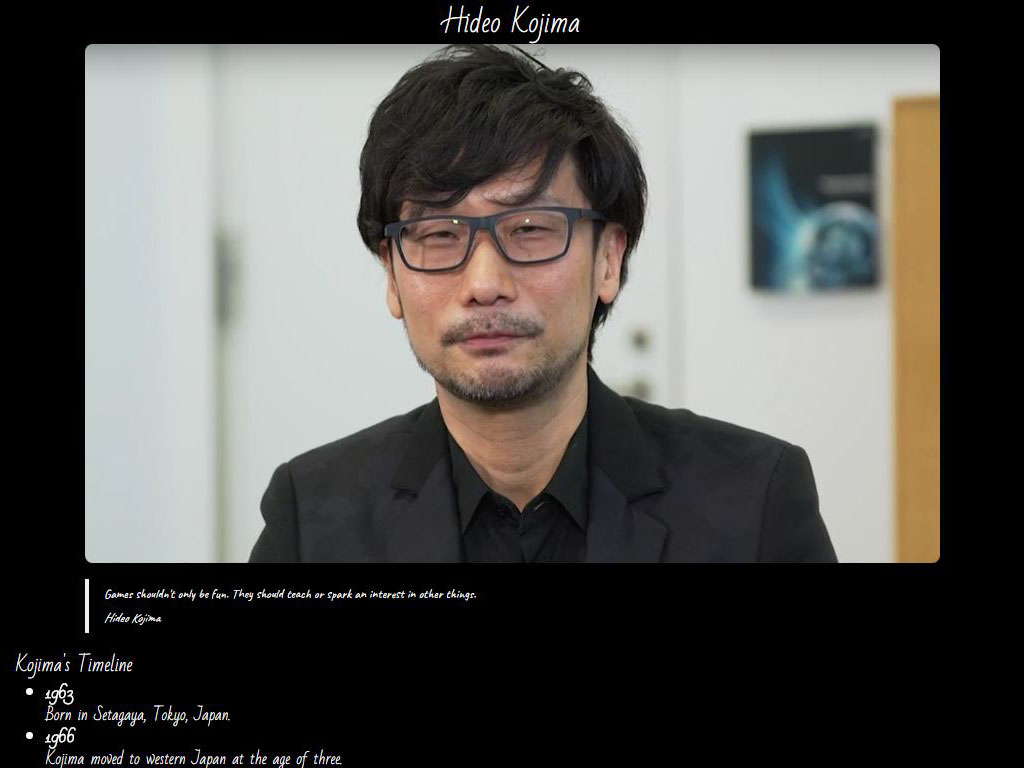 Hideo Kojima
Games shouldn't only be fun. They should teach or spark an interest in other things.
Hideo Kojima
Kojima's Timeline
1963
Born in Setagaya, Tokyo, Japan.
1966
Kojima moved to western Japan at the age of three.